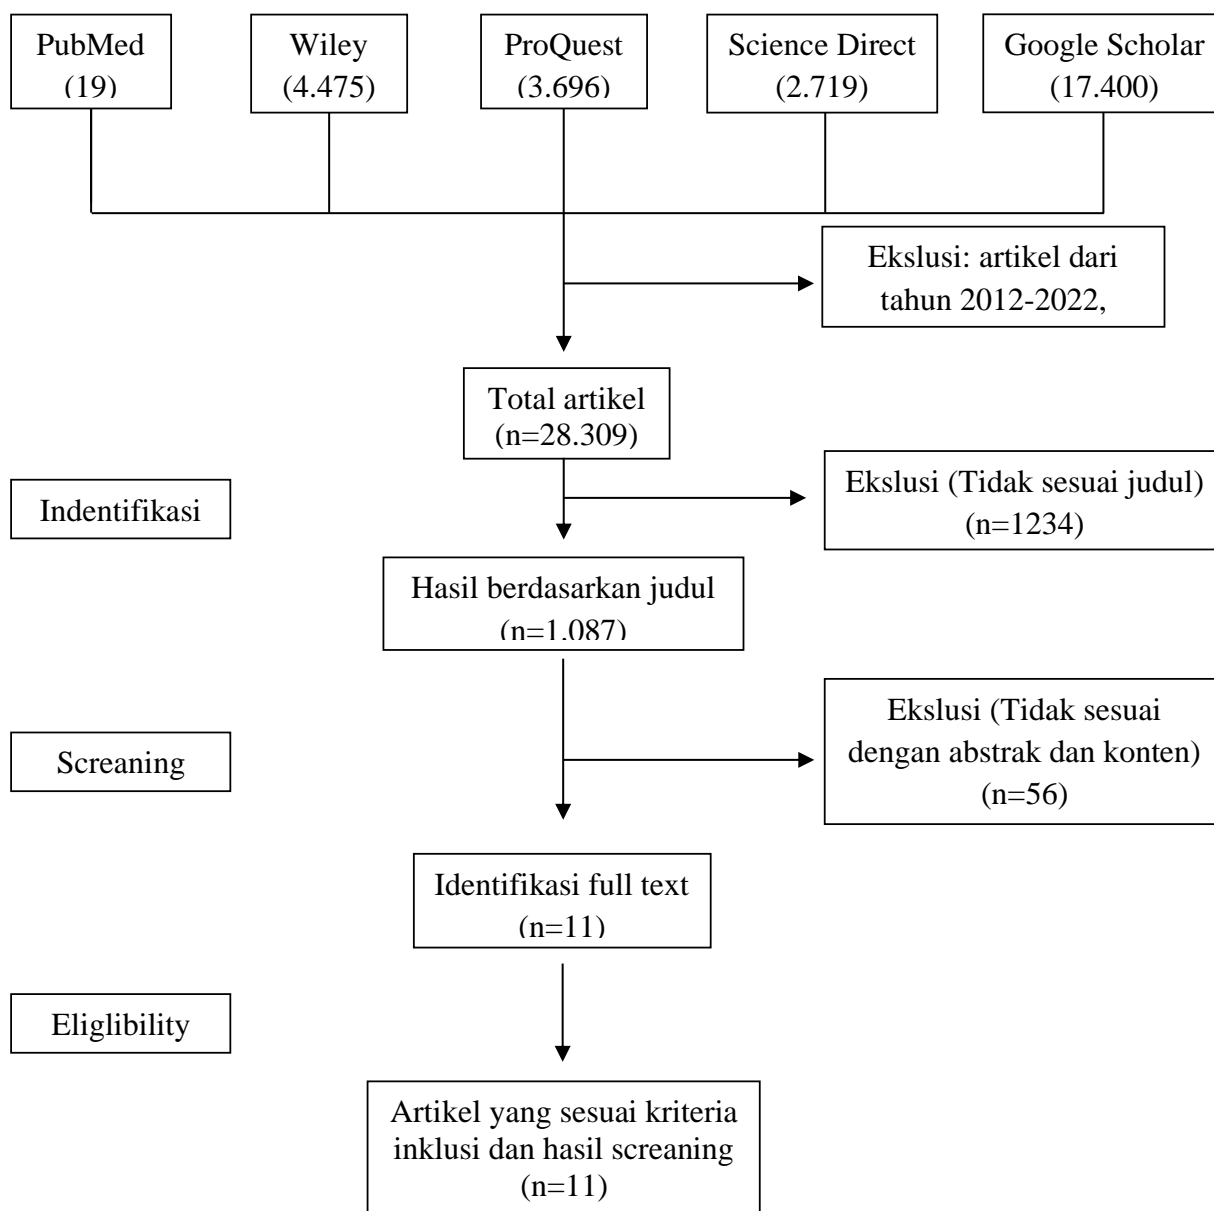 PubMed
(19)
Wiley
(4.475)
ProQuest
(3.696)
Science Direct
(2.719)
Google Scholar
(17.400)
Ekslusi: artikel dari
tahun 2012-2022,
Total artikel
(n=28.309)
Indentifikasi
Ekslusi (Tidak sesuai judul)
(n=1234)
Hasil berdasarkan judul
(n=1.087)
Screaning
Ekslusi (Tidak sesuai
dengan abstrak dan konten)
(n=56)
Identifikasi full text
(n=11)
Eliglibility
Artikel yang sesuai kriteria
inklusi dan hasil screaning
(n=11)